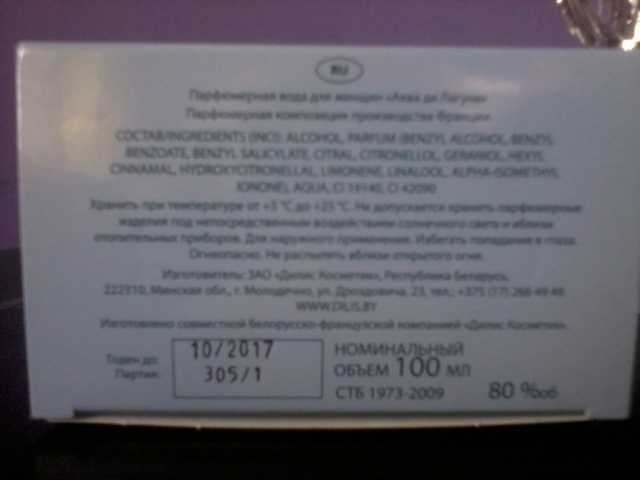 RU
Парфюмерная вода для женщин «Аква ди Лагуна»
Парфюмерная композиция производства Франции
СОСТАВ/INGREDIENTS (INCI): ALCOHOL, PARFUM (BENZYL ALCOHOL, BENZYL
BENZOATE, BENZYL SALICYLATE, CITRAL, CITRONELLOL, GERANIOL, HEXYL
CINNAMAL, HYDROXYCITRONELLAL, LIMONENE, LINALOOL, ALPHA-ISOMETHYL
IONONE), AQUA, CI 19140, CI 42090
Хранить при температуре от +5 °С до +25 °С. Не допускается хранить парфюмерные
изделия под непосредственным воздействием солнечного света и вблизи
отопительных приборов. Для наружного применения. Избегать попадания в глаза.
Огнеопасно. Не распылять вблизи открытого огня.
Изготовитель: ЗАО «Дилис Косметик», Республика Беларусь,
222310, Минская обл., г. Молодечно, ул. Дроздовича, 23, тел.: +375 (17) 266 49 49.
WWW.DILIS.BY
Изготовлено совместной белорусско-французской компанией «Дилис Косметик».
Годен до: 10/2017
Партия: 305/1
НОМИНАЛЬНЫЙ
ОБЪЕМ 100 МЛ
СТБ 1973-2009 80 %об